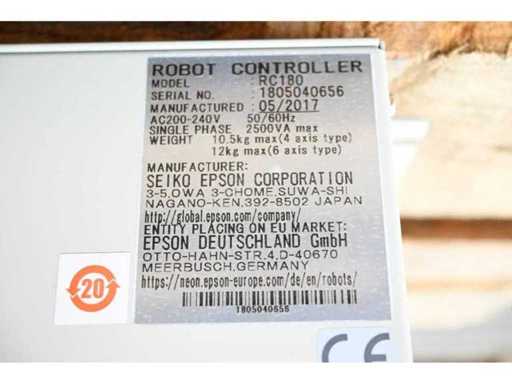 ROBOT CONTROLLER
MODEL : RC180
SERIAL NO. : 1805040656
MANUFACTURED : 05/2017
AC200-240V 50/60Hz
SINGLE PHASE 2500VA max
WEIGHT 10.5kg max(4 axis type)
12kg max(6 axis type)
MANUFACTURER:
SEIKO EPSON CORPORATION
3-5,OWA 3-CHOME,SUWA-SHI
NAGANO-KEN,392-8502 JAPAN
http://global.epson.com/company/
ENTITY PLACING ON EU MARKET:
EPSON DEUTSCHLAND GmbH
OTTO-HAHN-STR.4,D-40670
MEERBUSCH,GERMANY
https://neon.epson-europe.com/de/en/robots/
1805040656
20
CE